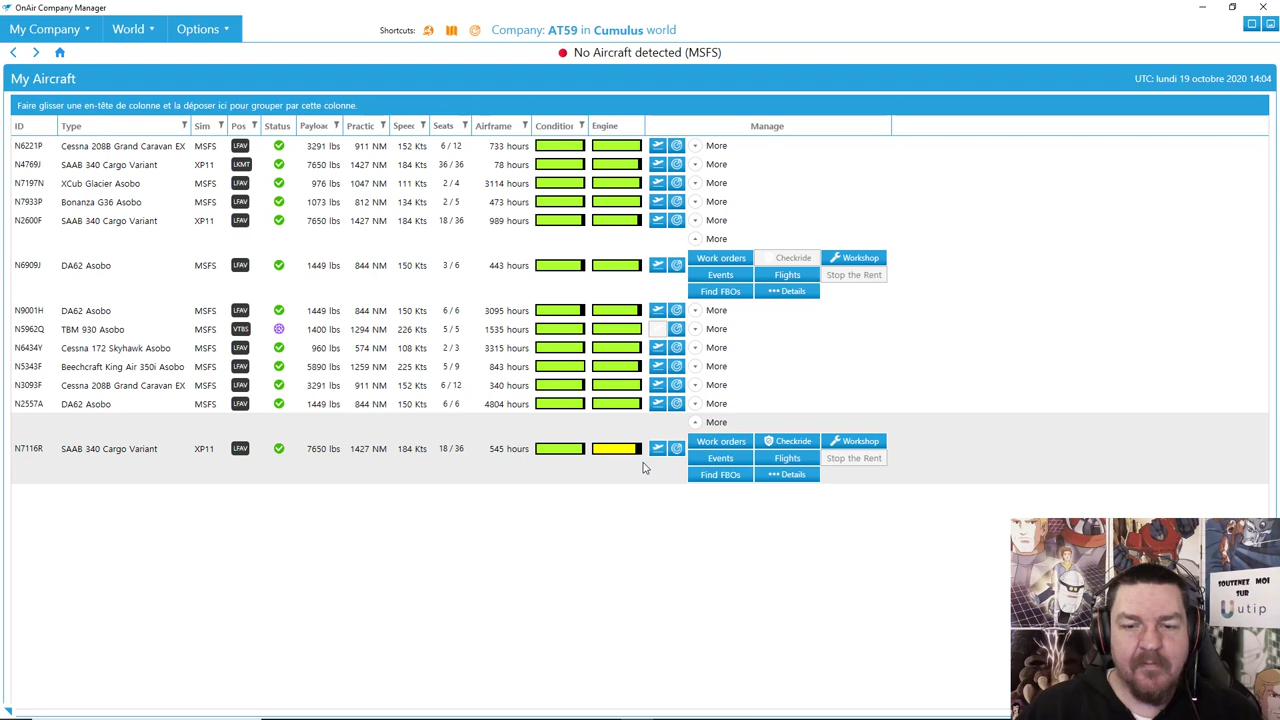 OnAir Company Manager
My Company World Options Shortcuts: Company: AT59 in Cumulus world
No Aircraft detected (MSFS)
My Aircraft UTC: lundi 19 octobre 2020 14:04
Faire glisser une en-tête de colonne et la déposer ici pour grouper par cette colonne.
ID Type Sim Pos Status Payloac Practic Speec Seats Airframe Condition Engine Manage
N6221P Cessna 208B Grand Caravan EX MSFS LFAV 3291 lbs 911 NM 152 Kts 6 / 12 733 hours More
N4769J SAAB 340 Cargo Variant XP11 LKMT 7650 lbs 1427 NM 184 Kts 36 / 36 78 hours More
N7197N XCub Glacier Asobo MSFS LFAV 976 lbs 1047 NM 111 Kts 2 / 4 3114 hours More
N7933P Bonanza G36 Asobo MSFS LFAV 1073 lbs 812 NM 134 Kts 2 / 5 473 hours More
N2600F SAAB 340 Cargo Variant XP11 LFAV 7650 lbs 1427 NM 184 Kts 18 / 36 989 hours More
More
Work orders Checkride Workshop
N6909J DA62 Asobo MSFS LFAV 1449 lbs 844 NM 150 Kts 3 / 6 443 hours
Events Flights Stop the Rent
Find FBOs Details
N9001H DA62 Asobo MSFS LFAV 1449 lbs 844 NM 150 Kts 6 / 6 3095 hours More
N5962Q TBM 930 Asobo MSFS VTBS 1400 lbs 1294 NM 226 Kts 5 / 5 1535 hours More
N6434Y Cessna 172 Skyhawk Asobo MSFS LFAV 960 lbs 574 NM 108 Kts 2 / 3 3315 hours More
N5343F Beechcraft King Air 350i Asobo MSFS LFAV 5890 lbs 1259 NM 225 Kts 5 / 9 843 hours More
N3093F Cessna 208B Grand Caravan EX MSFS LFAV 3291 lbs 911 NM 152 Kts 6 / 12 340 hours More
N2557A DA62 Asobo MSFS LFAV 1449 lbs 844 NM 150 Kts 6 / 6 4804 hours More
More
Work orders Checkride Workshop
N7116R SAAB 340 Cargo Variant XP11 LFAV 7650 lbs 1427 NM 184 Kts 18 / 36 545 hours
Events Flights Stop the Rent
Find FBOs Details
SOUTENEZ MOI
SUR
utip